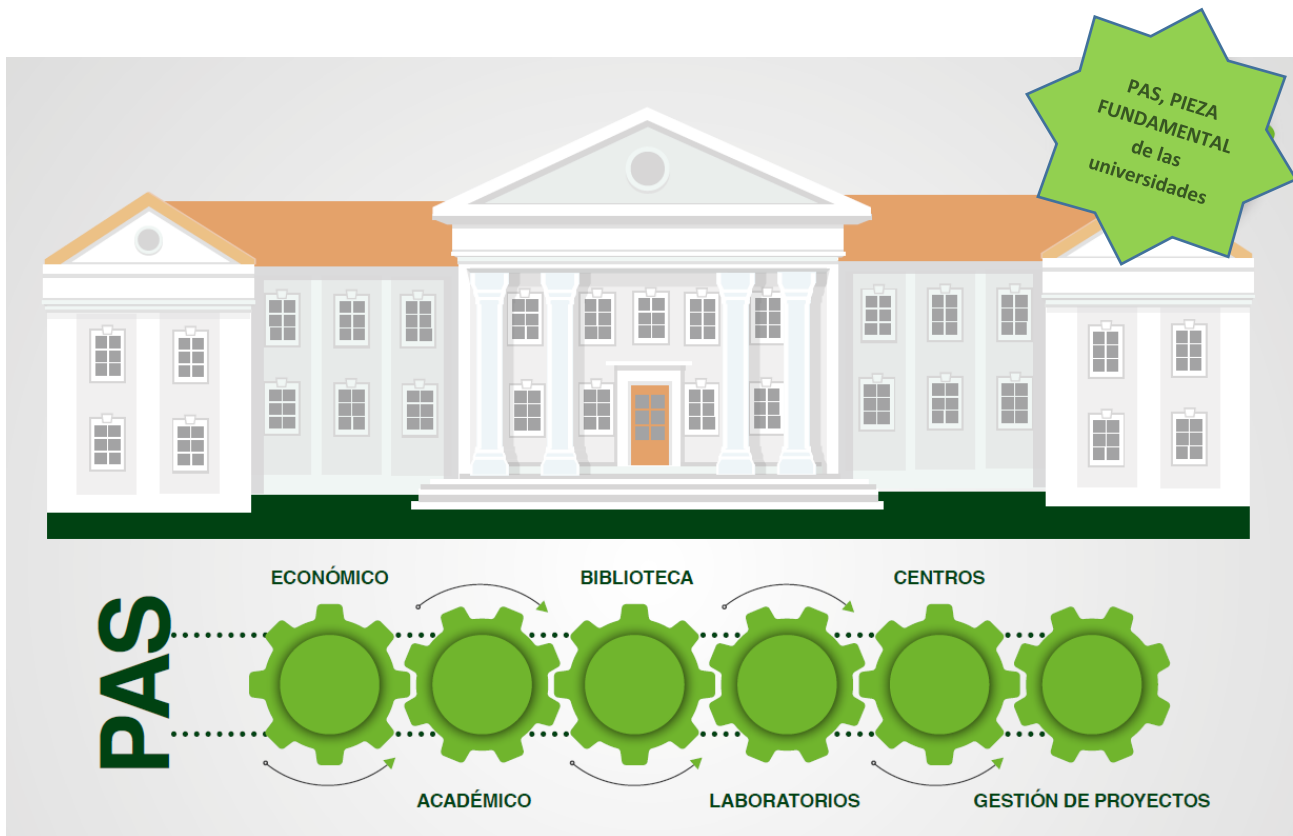 PAS, PIEZA
FUNDAMENTAL
de las
universidades
PAS
ECONÓMICO
BIBLIOTECA
CENTROS
ACADÉMICO
LABORATORIOS
GESTIÓN DE PROYECTOS